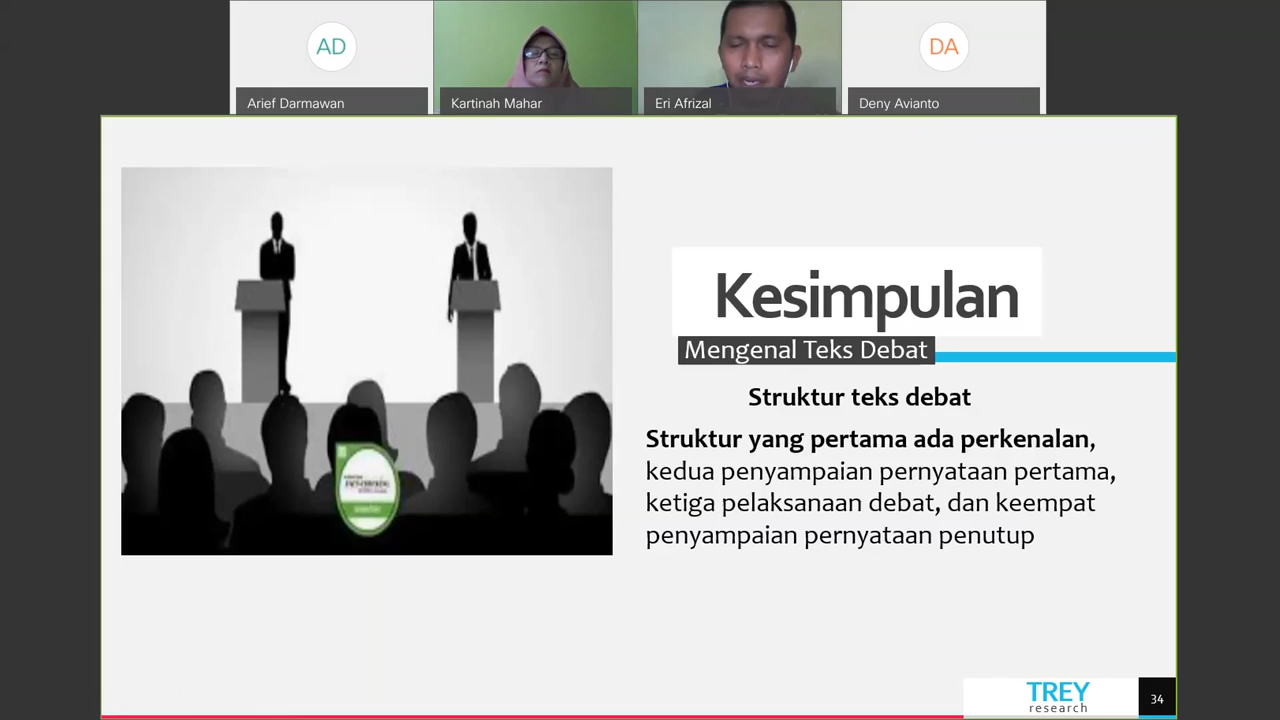 AD
DA
Arief Darmawan
Kartinah Mahar
Eri Afrizal
Deny Avianto
Kesimpulan
Mengenal Teks Debat
Struktur teks debat
Struktur yang pertama ada perkenalan,
kedua penyampaian pernyataan pertama,
ketiga pelaksanaan debat, dan keempat
penyampaian pernyataan penutup
TREY
research
34